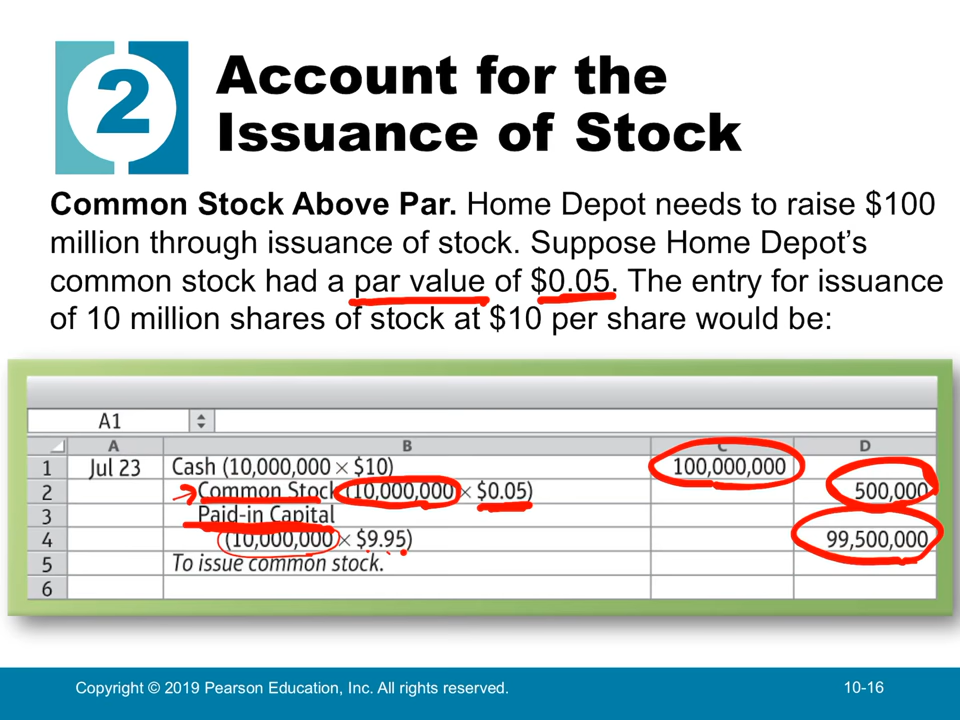 2
Account for the
Issuance of Stock
Common Stock Above Par. Home Depot needs to raise $100
million through issuance of stock. Suppose Home Depot’s
common stock had a par value of $0.05. The entry for issuance
of 10 million shares of stock at $10 per share would be:
A1
A B C D
1 Jul 23 Cash (10,000,000 × $10) 100,000,000
2 Common Stock (10,000,000 × $0.05) 500,000
3 Paid-in Capital
4 (10,000,000 × $9.95) 99,500,000
5 To issue common stock.
6
Copyright © 2019 Pearson Education, Inc. All rights reserved. 10-16